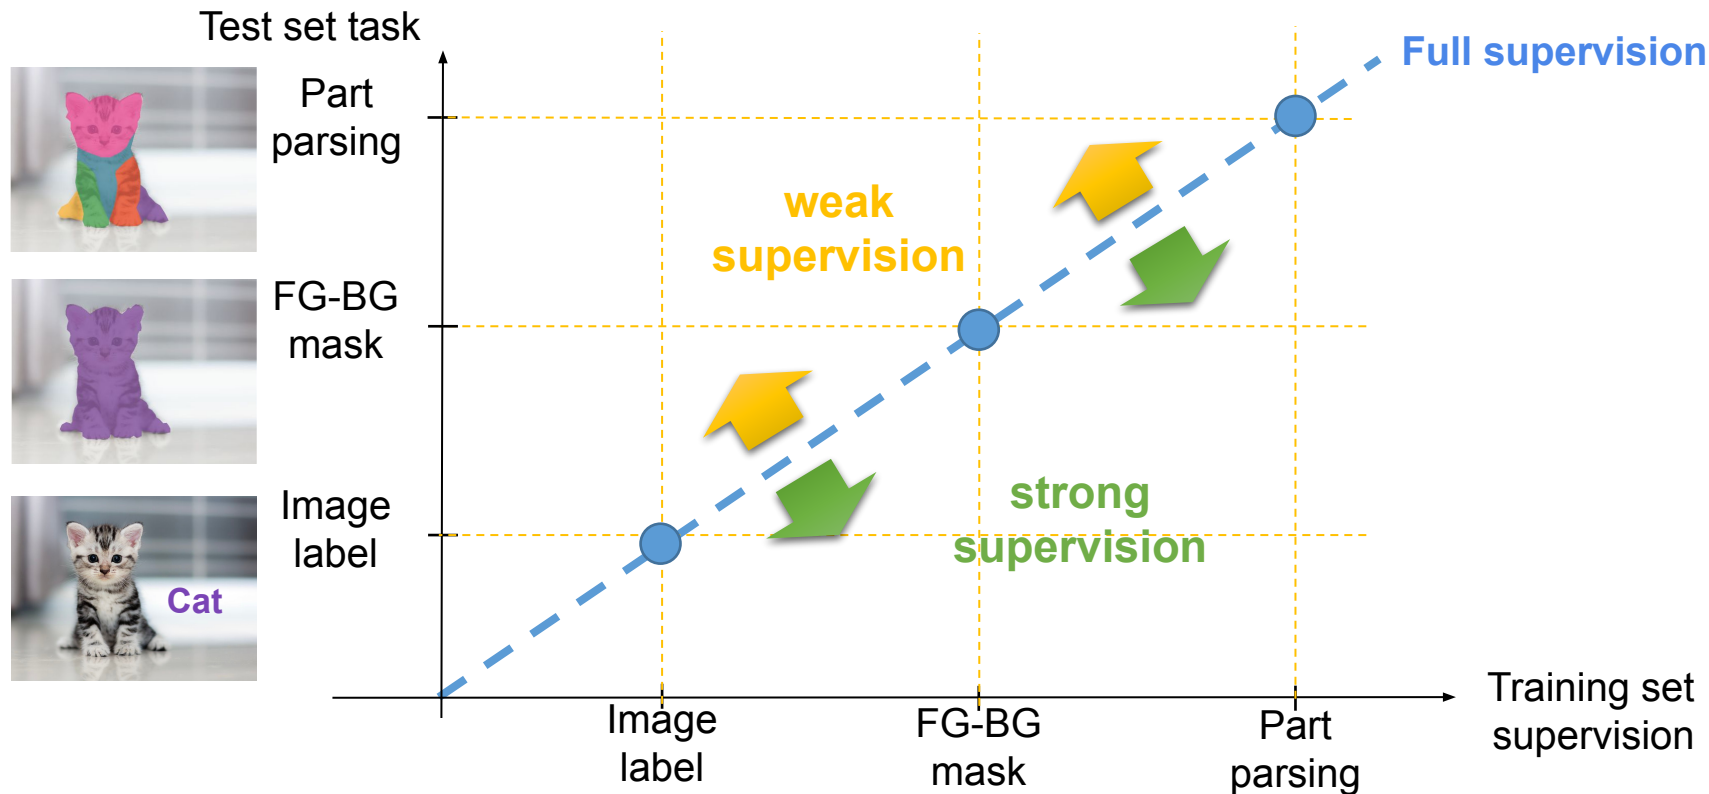 Test set task
Full supervision
Part
parsing
weak
supervision
FG-BG
mask
Image
label
strong
supervision
Cat
Training set
supervision
Image
label
FG-BG
mask
Part
parsing